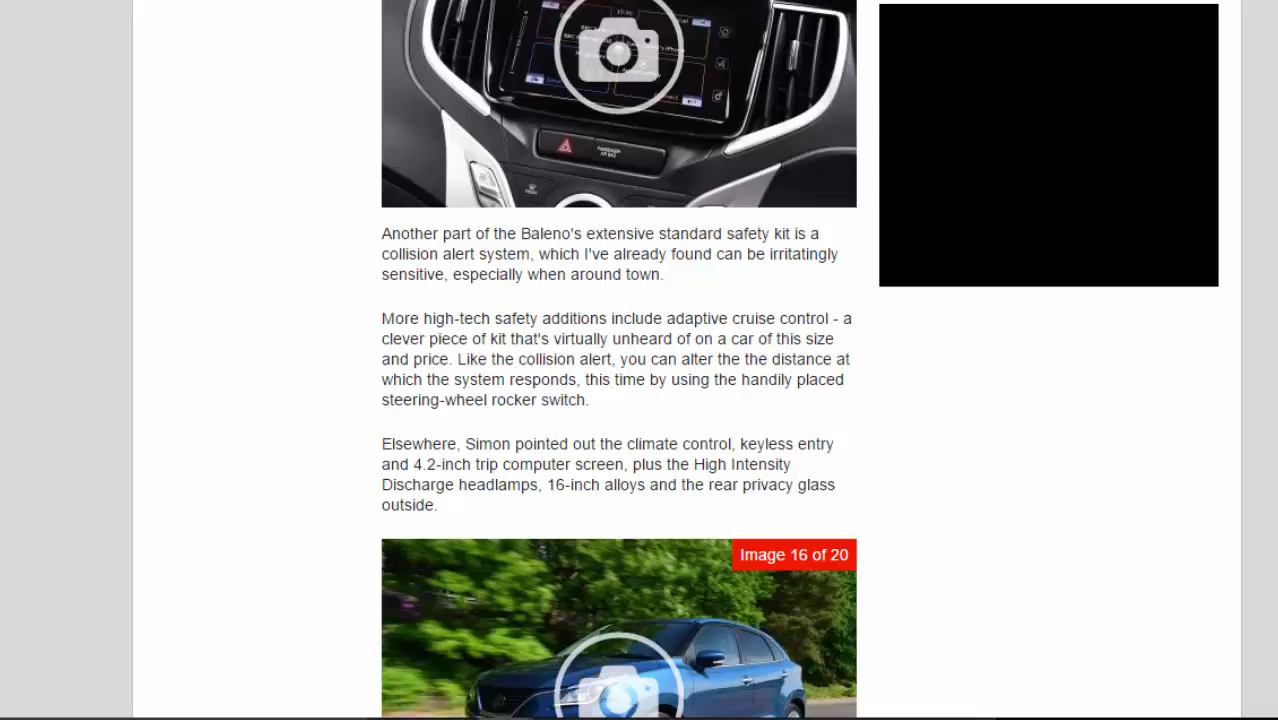 Another part of the Baleno's extensive standard safety kit is a
collision alert system, which I've already found can be irritatingly
sensitive, especially when around town.
More high-tech safety additions include adaptive cruise control - a
clever piece of kit that's virtually unheard of on a car of this size
and price. Like the collision alert, you can alter the the distance at
which the system responds, this time by using the handily placed
steering-wheel rocker switch.
Elsewhere, Simon pointed out the climate control, keyless entry
and 4.2-inch trip computer screen, plus the High Intensity
Discharge headlamps, 16-inch alloys and the rear privacy glass
outside.
Image 16 of 20